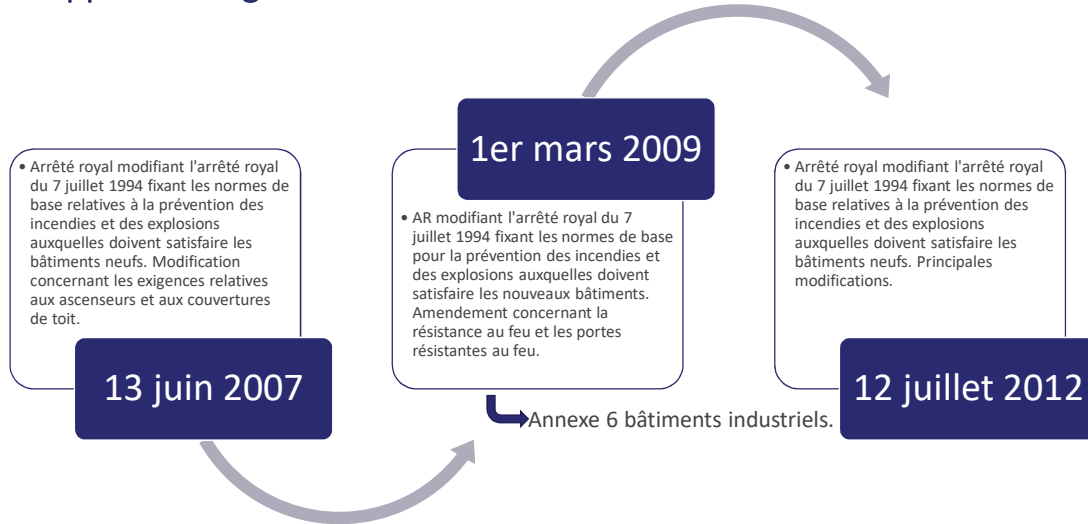 • Arrêté royal modifiant l'arrêté royal
du 7 juillet 1994 fixant les normes de
base relatives à la prévention des
incendies et des explosions
auxquelles doivent satisfaire les
bâtiments neufs. Modification
concernant les exigences relatives
aux ascenseurs et aux couvertures
de toit.
13 juin 2007
1er mars 2009
• AR modifiant l'arrêté royal du 7
juillet 1994 fixant les normes de base
pour la prévention des incendies et
des explosions auxquelles doivent
satisfaire les nouveaux bâtiments.
Amendement concernant la
résistance au feu et les portes
résistantes au feu.
Annexe 6 bâtiments industriels.
• Arrêté royal modifiant l'arrêté royal
du 7 juillet 1994 fixant les normes de
base relatives à la prévention des
incendies et des explosions
auxquelles doivent satisfaire les
bâtiments neufs. Principales
modifications.
12 juillet 2012